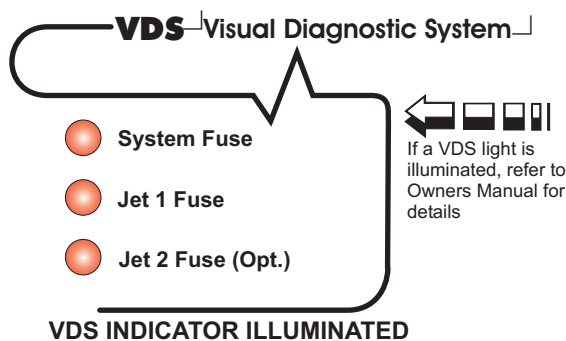 VDS Visual Diagnostic System
System Fuse
Jet 1 Fuse
Jet 2 Fuse (Opt.)
If a VDS light is
illuminated, refer to
Owners Manual for
details
VDS INDICATOR ILLUMINATED